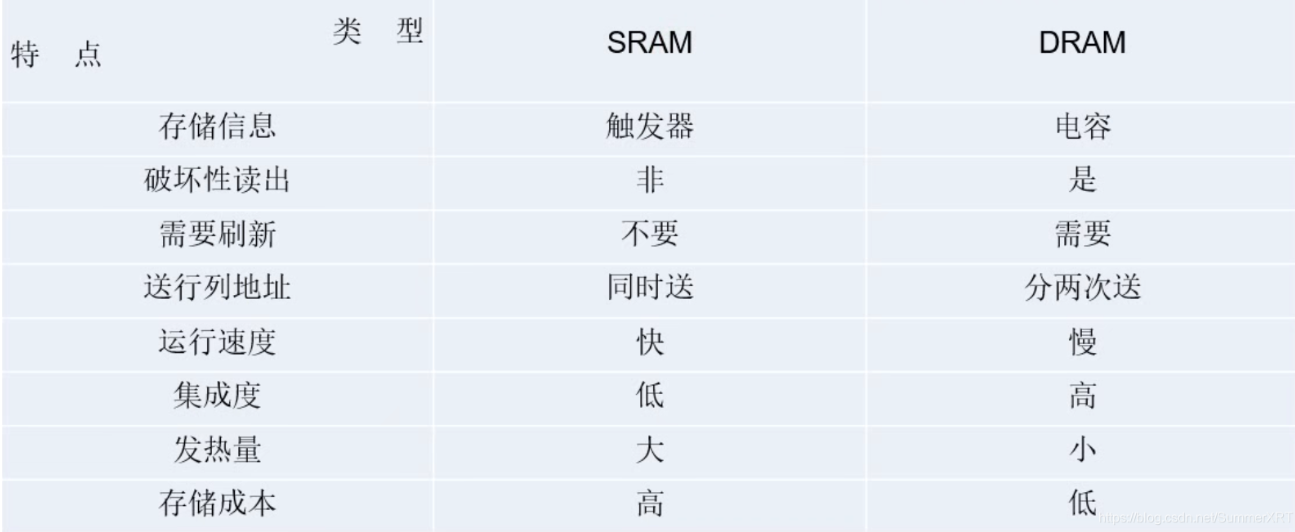 类 型
特 点
SRAM
DRAM
存储信息 触发器 电容
破坏性读出 非 是
需要刷新 不要 需要
送行列地址 同时送 分两次送
运行速度 快 慢
集成度 低 高
发热量 大 小
存储成本 高 低
https://blog.csdn.net/SummerXRT